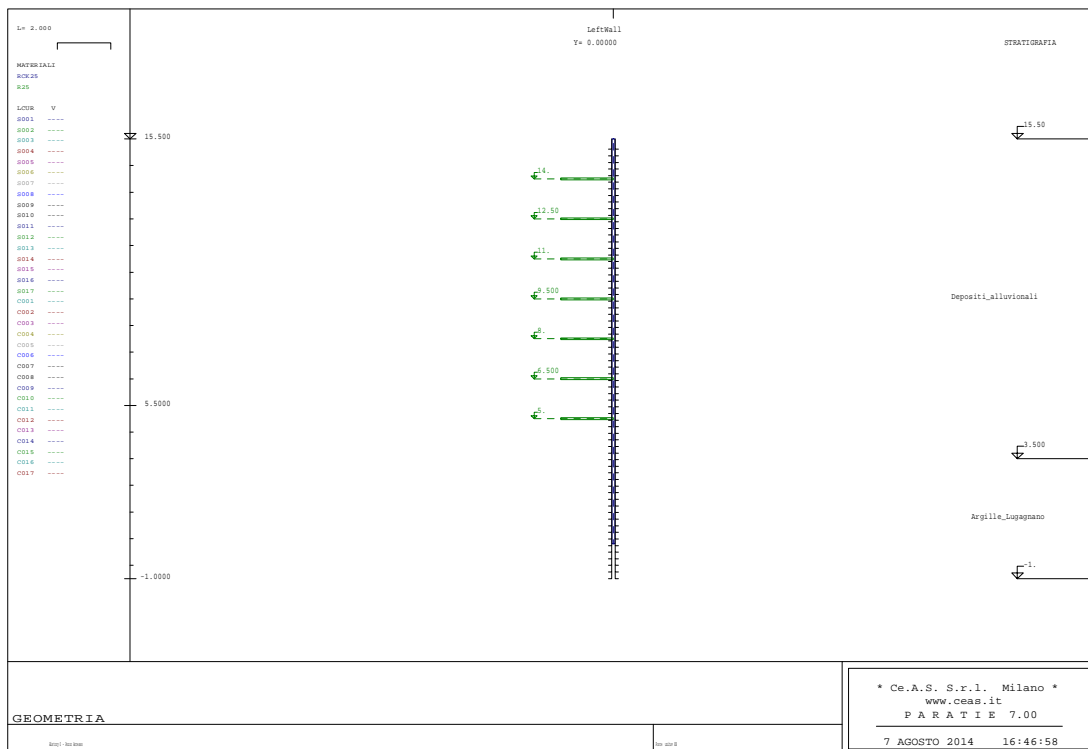 L= 2.000
LeftWall
Y= 0.00000
STRATIGRAFIA
MATERIALI
RCK25
R25
LCUR V
S001 ----
S002 ----
S003 ----
S004 ----
S005 ----
S006 ----
S007 ----
S008 ----
S009 ----
S010 ----
S011 ----
S012 ----
S013 ----
S014 ----
S015 ----
S016 ----
S017 ----
C001 ----
C002 ----
C003 ----
C004 ----
C005 ----
C006 ----
C007 ----
C008 ----
C009 ----
C010 ----
C011 ----
C012 ----
C013 ----
C014 ----
C015 ----
C016 ----
C017 ----
15.500
5.5000
-1.0000
14.
12.50
11.
9.500
8.
6.500
5.
15.50
Depositi_alluvionali
3.500
Argille_Lugagnano
-1.
GEOMETRIA
* Ce.A.S. S.r.l. Milano *
www.ceas.it
P A R A T I E 7.00
7 AGOSTO 2014 16:46:58